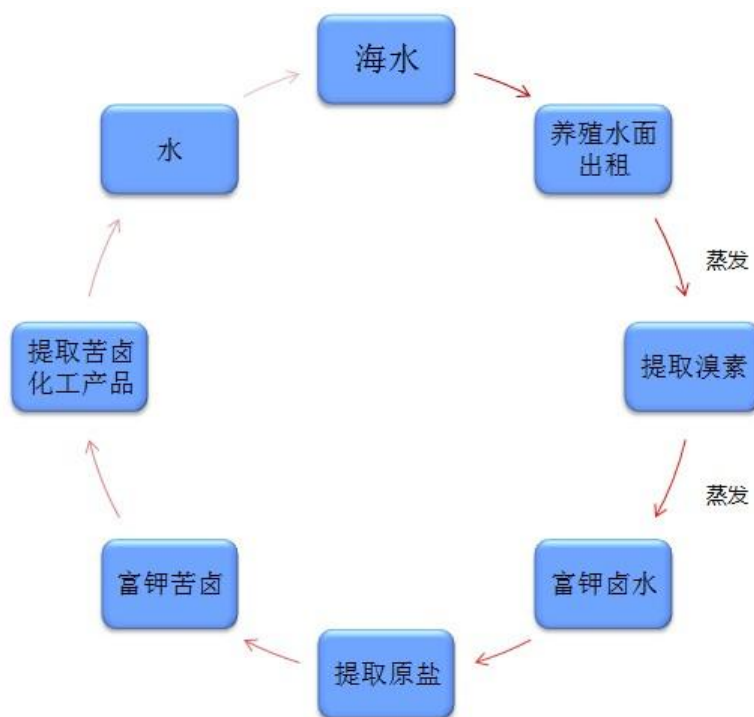 海水
养殖水面
出租
蒸发
提取溴素
蒸发
富钾卤水
提取原盐
富钾苦卤
提取苦卤
化工产品
水